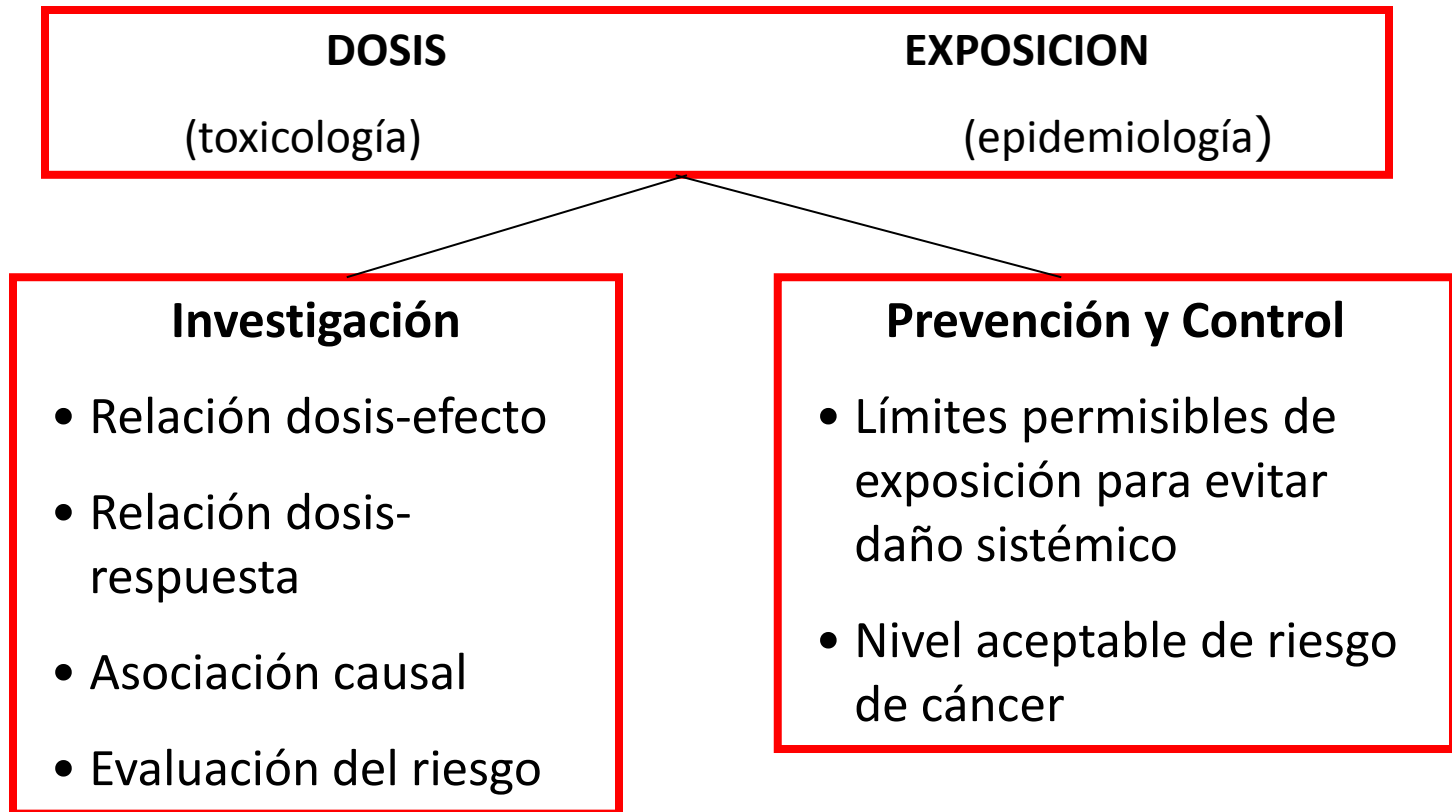 DOSIS EXPOSICION
(toxicología) (epidemiología)
Investigación
• Relación dosis-efecto
• Relación dosis-
respuesta
• Asociación causal
• Evaluación del riesgo
Prevención y Control
• Límites permisibles de
exposición para evitar
daño sistémico
• Nivel aceptable de riesgo
de cáncer